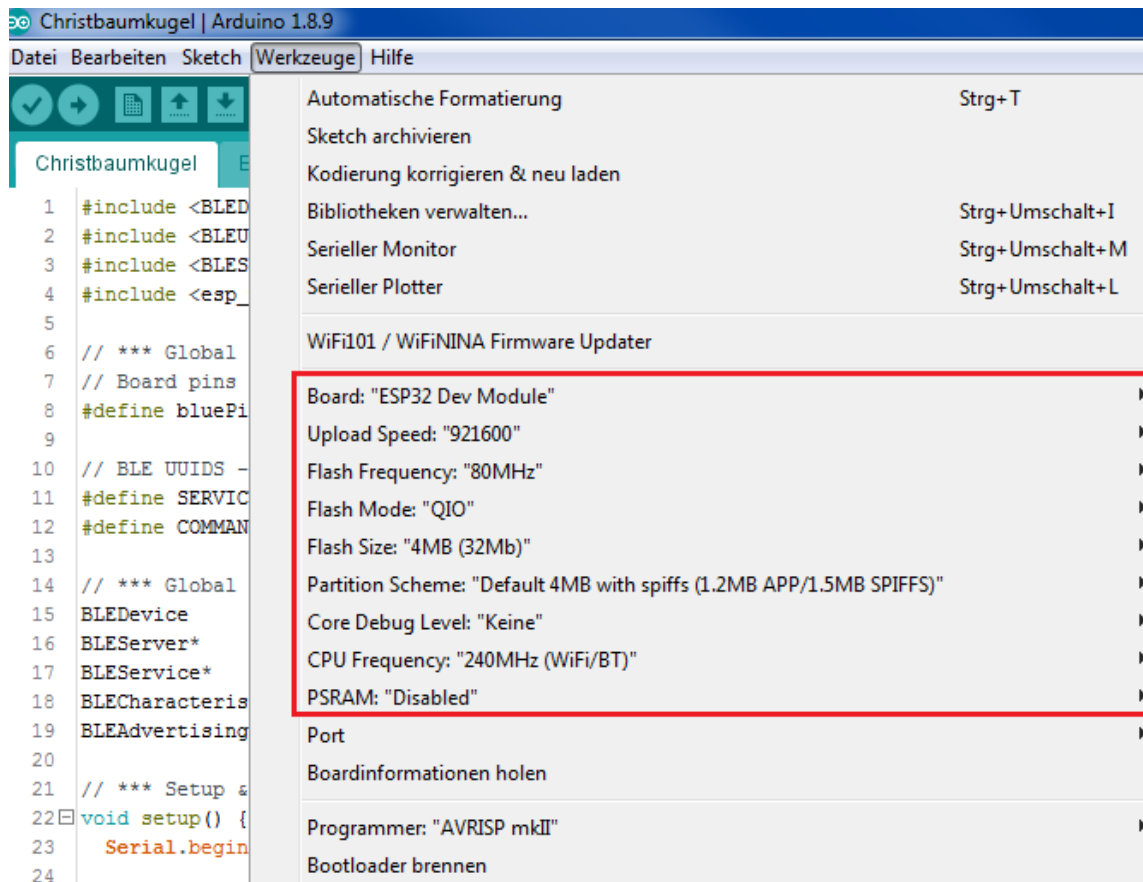 Christbaumkugel | Arduino 1.8.9
Datei Bearbeiten Sketch Werkzeuge Hilfe
Automatische Formatierung Strg+T
Sketch archivieren
Kodierung korrigieren & neu laden
Bibliotheken verwalten... Strg+Umschalt+I
Serieller Monitor Strg+Umschalt+M
Serieller Plotter Strg+Umschalt+L
WiFi101 / WiFiNINA Firmware Updater
Board: "ESP32 Dev Module"
Upload Speed: "921600"
Flash Frequency: "80MHz"
Flash Mode: "QIO"
Flash Size: "4MB (32Mb)"
Partition Scheme: "Default 4MB with spiffs (1.2MB APP/1.5MB SPIFFS)"
Core Debug Level: "Keine"
CPU Frequency: "240MHz (WiFi/BT)"
PSRAM: "Disabled"
Port
Boardinformationen holen
Programmer: "AVRISP mkII"
Bootloader brennen
Christbaumkugel E
1 #include <BLED
2 #include <BLEU
3 #include <BLES
4 #include <esp_
5
6 // *** Global
7 // Board pins
8 #define bluePi
9
10 // BLE UUIDS -
11 #define SERVIC
12 #define COMMAN
13
14 // *** Global
15 BLEDevice
16 BLEServer*
17 BLEService*
18 BLECharacteris
19 BLEAdvertising
20
21 // *** Setup &
22 void setup() {
23 Serial.begin
24